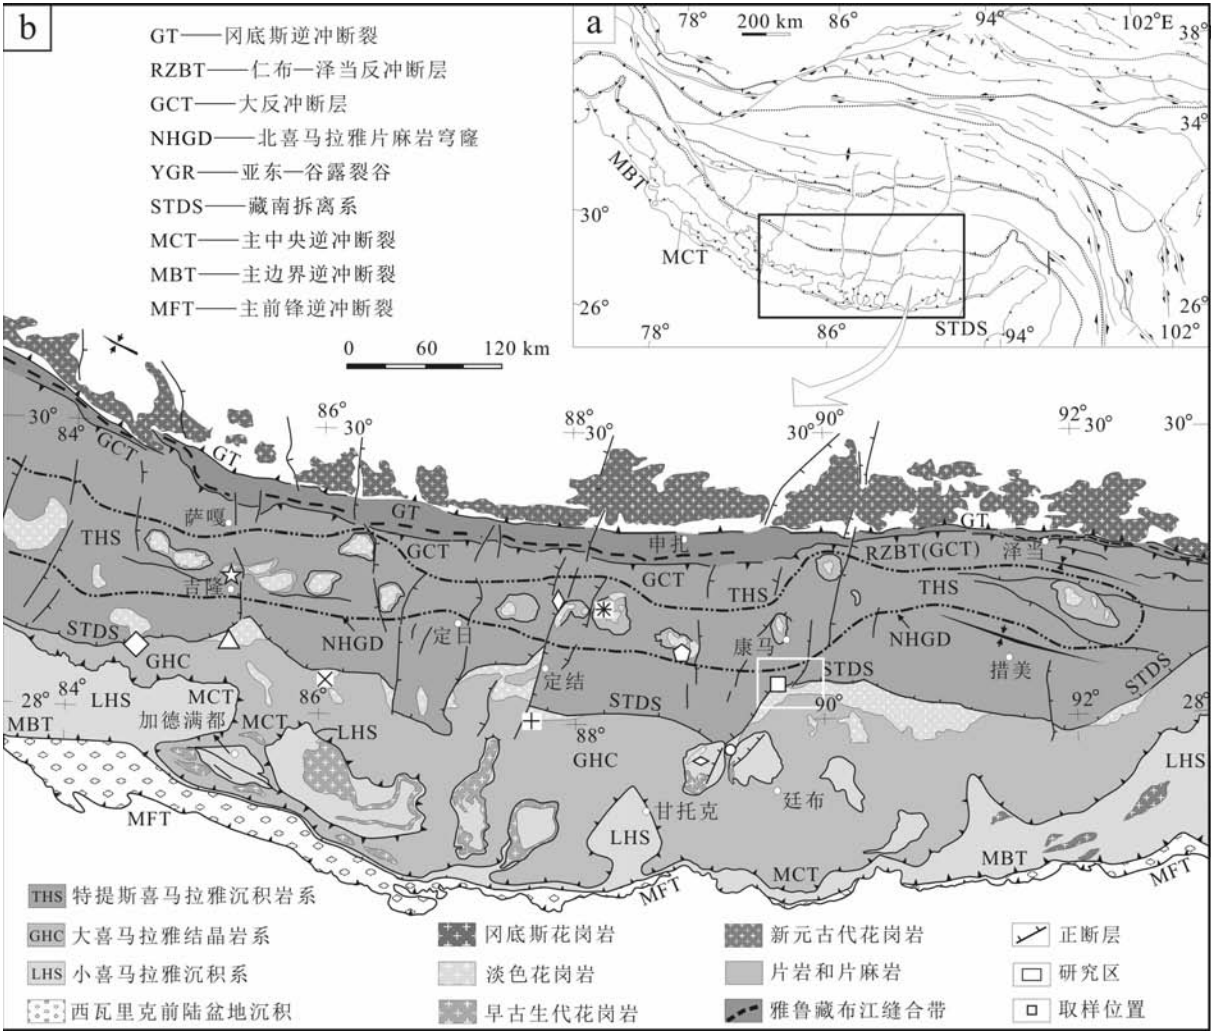 b
GT——冈底斯逆冲断裂
RZBT——仁布—泽当反冲断层
GCT——大反冲断层
NHGD——北喜马拉雅片麻岩穹窿
YGR——亚东—谷露裂谷
STDS——藏南拆离系
MCT——主中央逆冲断裂
MBT——主边界逆冲断裂
MFT——主前锋逆冲断裂
0 60 120 km
a
78° 200 km 86° 94° 102°E
38°
34°
30°
26°
MBT
MCT
STDS
30°
26°
78° 86° 94° 102°
30° 84°
86° 30°
88° 30°
90° 30°
92° 30°
30°
GCT
GT
GT
GT
萨嘎
THS
GCT
申扎
RZBT(GCT)
泽当
GCT
THS
THS
吉隆
STDS
NHGD
定日
康马
NHGD
措美
GHC
定结
STDS
STDS
STDS
28° 84°
LHS
MCT
86°
88°
90°
92°
28°
MBT
加德满都
MCT
LHS
GHC
GHC
LHS
MFT
甘托克
廷布
LHS
MCT
MBT
MFT
MFT
THS 特提斯喜马拉雅沉积岩系
GHC 大喜马拉雅结晶岩系
LHS 小喜马拉雅沉积系
西瓦里克前陆盆地沉积
冈底斯花岗岩
淡色花岗岩
早古生代花岗岩
新元古代花岗岩
片岩和片麻岩
雅鲁藏布江缝合带
正断层
研究区
取样位置